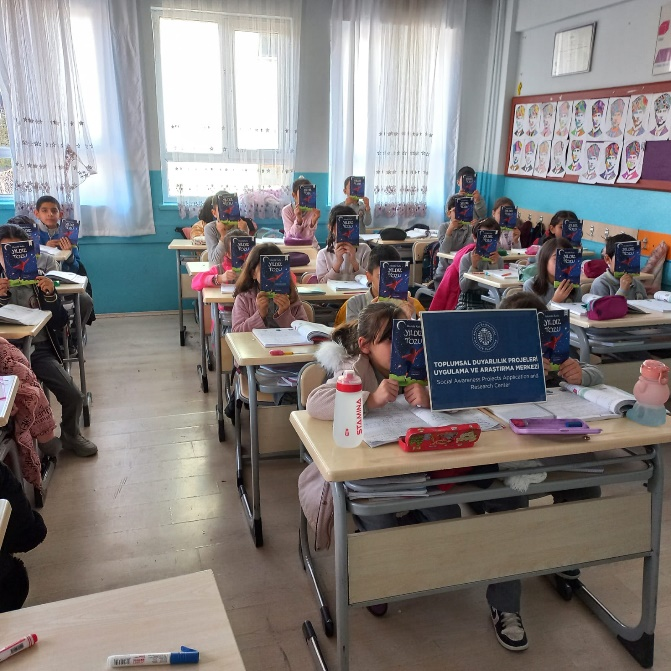 TOPLUMSAL DUYARLILIK PROJELERİ
UYGULAMA VE ARAŞTIRMA MERKEZİ
Social Awareness Projects Application and
Research Center
YILDIZ
TOZU
STAMINA